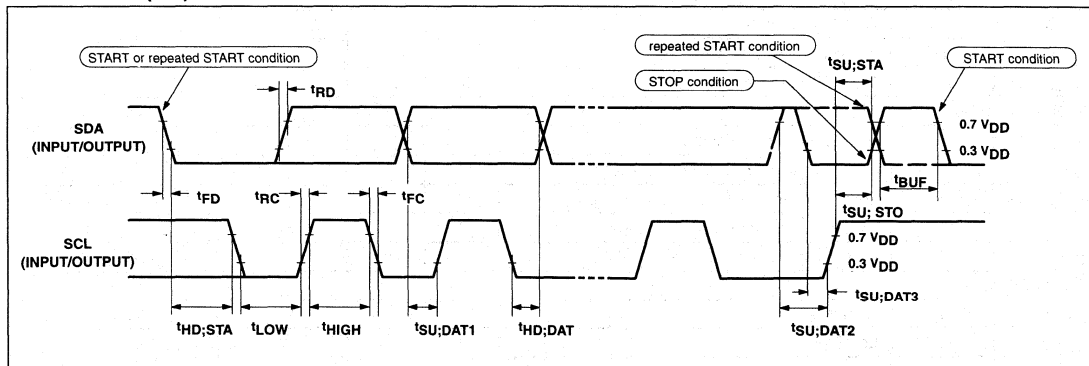 START or repeated START condition
repeated START condition
tSU;STA
START condition
STOP condition
tRD
SDA
(INPUT/OUTPUT)
0.7 VDD
0.3 VDD
tFD
tRC
tFC
tBUF
tSU; STO
SCL
(INPUT/OUTPUT)
0.7 VDD
0.3 VDD
tSU;DAT3
tHD;STA
tLOW
tHIGH
tSU;DAT1
tHD;DAT
tSU;DAT2